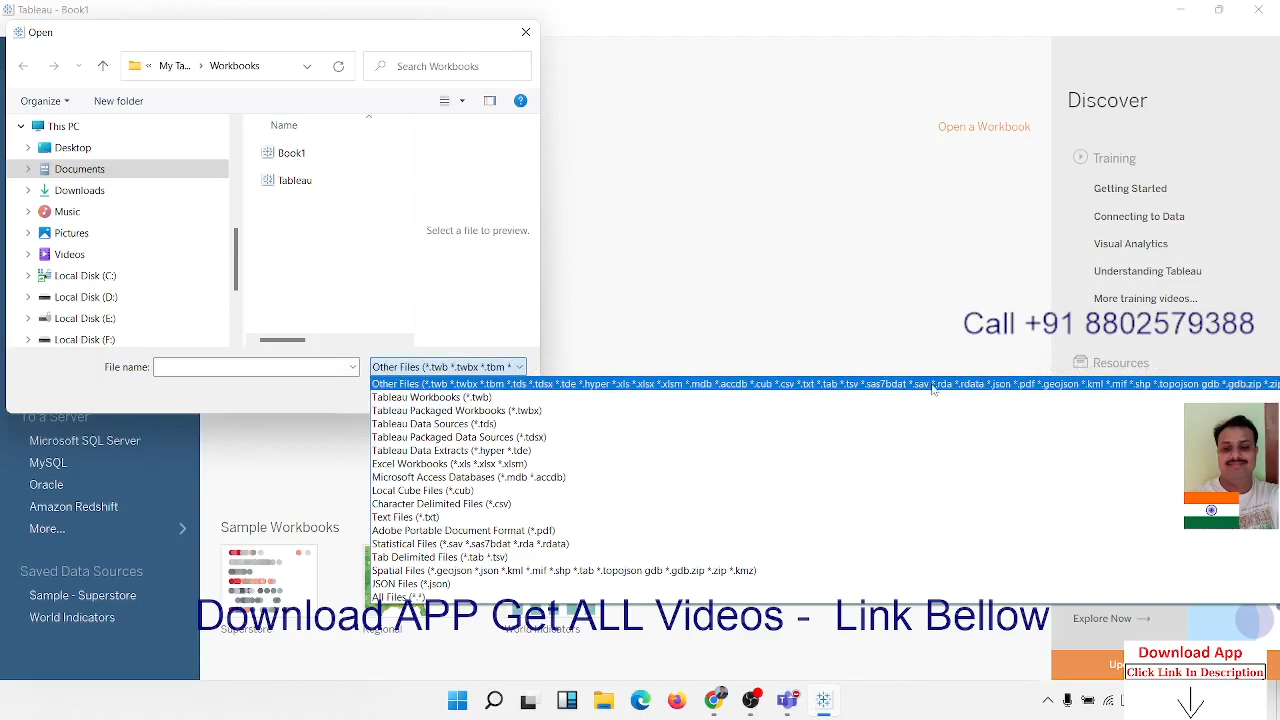 Tableau - Book1
Open
« My Ta... > Workbooks
Search Workbooks
Organize
New folder
This PC
Desktop
Documents
Downloads
Music
Pictures
Videos
Local Disk (C:)
Local Disk (D:)
Local Disk (E:)
Local Disk (F:)
Name
Book1
Tableau
Select a file to preview.
File name:
Other Files (*.twb *.twbx *.tbm *
Other Files (*.twb *.twbx *.tbm *.tds *.tdsx *.tde *.hyper *.xls *.xlsx *.xlsm *.mdb *.accdb *.cub *.csv *.txt *.tab *.tsv *.sas7bdat *.sav *.rda *.rdata *.json *.pdf *.geojson *.kml *.mif *.shp *.topojson gdb *.gdb.zip *.zip
Tableau Workbooks (*.twb)
Tableau Packaged Workbooks (*.twbx)
Tableau Data Sources (*.tds)
Tableau Packaged Data Sources (*.tdsx)
Tableau Data Extracts (*.hyper *.tde)
Excel Workbooks (*.xls *.xlsx *.xlsm)
Microsoft Access Databases (*.mdb *.accdb)
Local Cube Files (*.cub)
Character Delimited Files (*.csv)
Text Files (*.txt)
Adobe Portable Document Format (*.pdf)
Statistical Files (*.sav *.sas7bdat *.rda *.rdata)
Tab Delimited Files (*.tab *.tsv)
Spatial Files (*.geojson *.json *.kml *.mif *.shp *.tab *.topojson gdb *.gdb.zip *.zip *.kmz)
JSON Files (*.json)
All Files (*.*)
To a Server
Microsoft SQL Server
MySQL
Oracle
Amazon Redshift
More...
Saved Data Sources
Sample - Superstore
World Indicators
Open a Workbook
Sample Workbooks
Superstore
Regional
World Indicators
Discover
Training
Getting Started
Connecting to Data
Visual Analytics
Understanding Tableau
More training videos...
Call +91 8802579388
Resources
Explore Now →
Download APP Get ALL Videos - Link Bellow
Download App
Click Link In Description